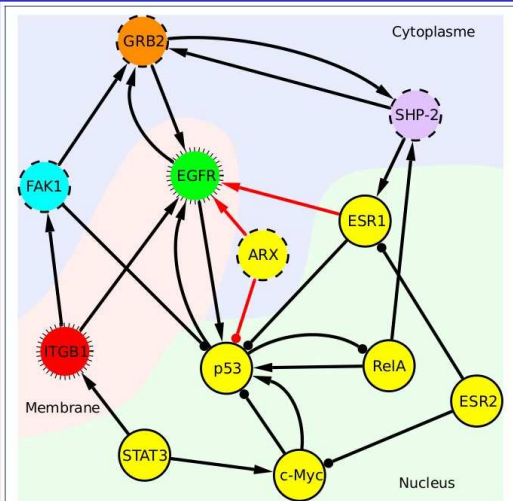 GRB2
Cytoplasme
SHP-2
EGFR
FAK1
ESR1
ARX
ITGB1
p53
RelA
ESR2
Membrane
STAT3
c-Myc
Nucleus